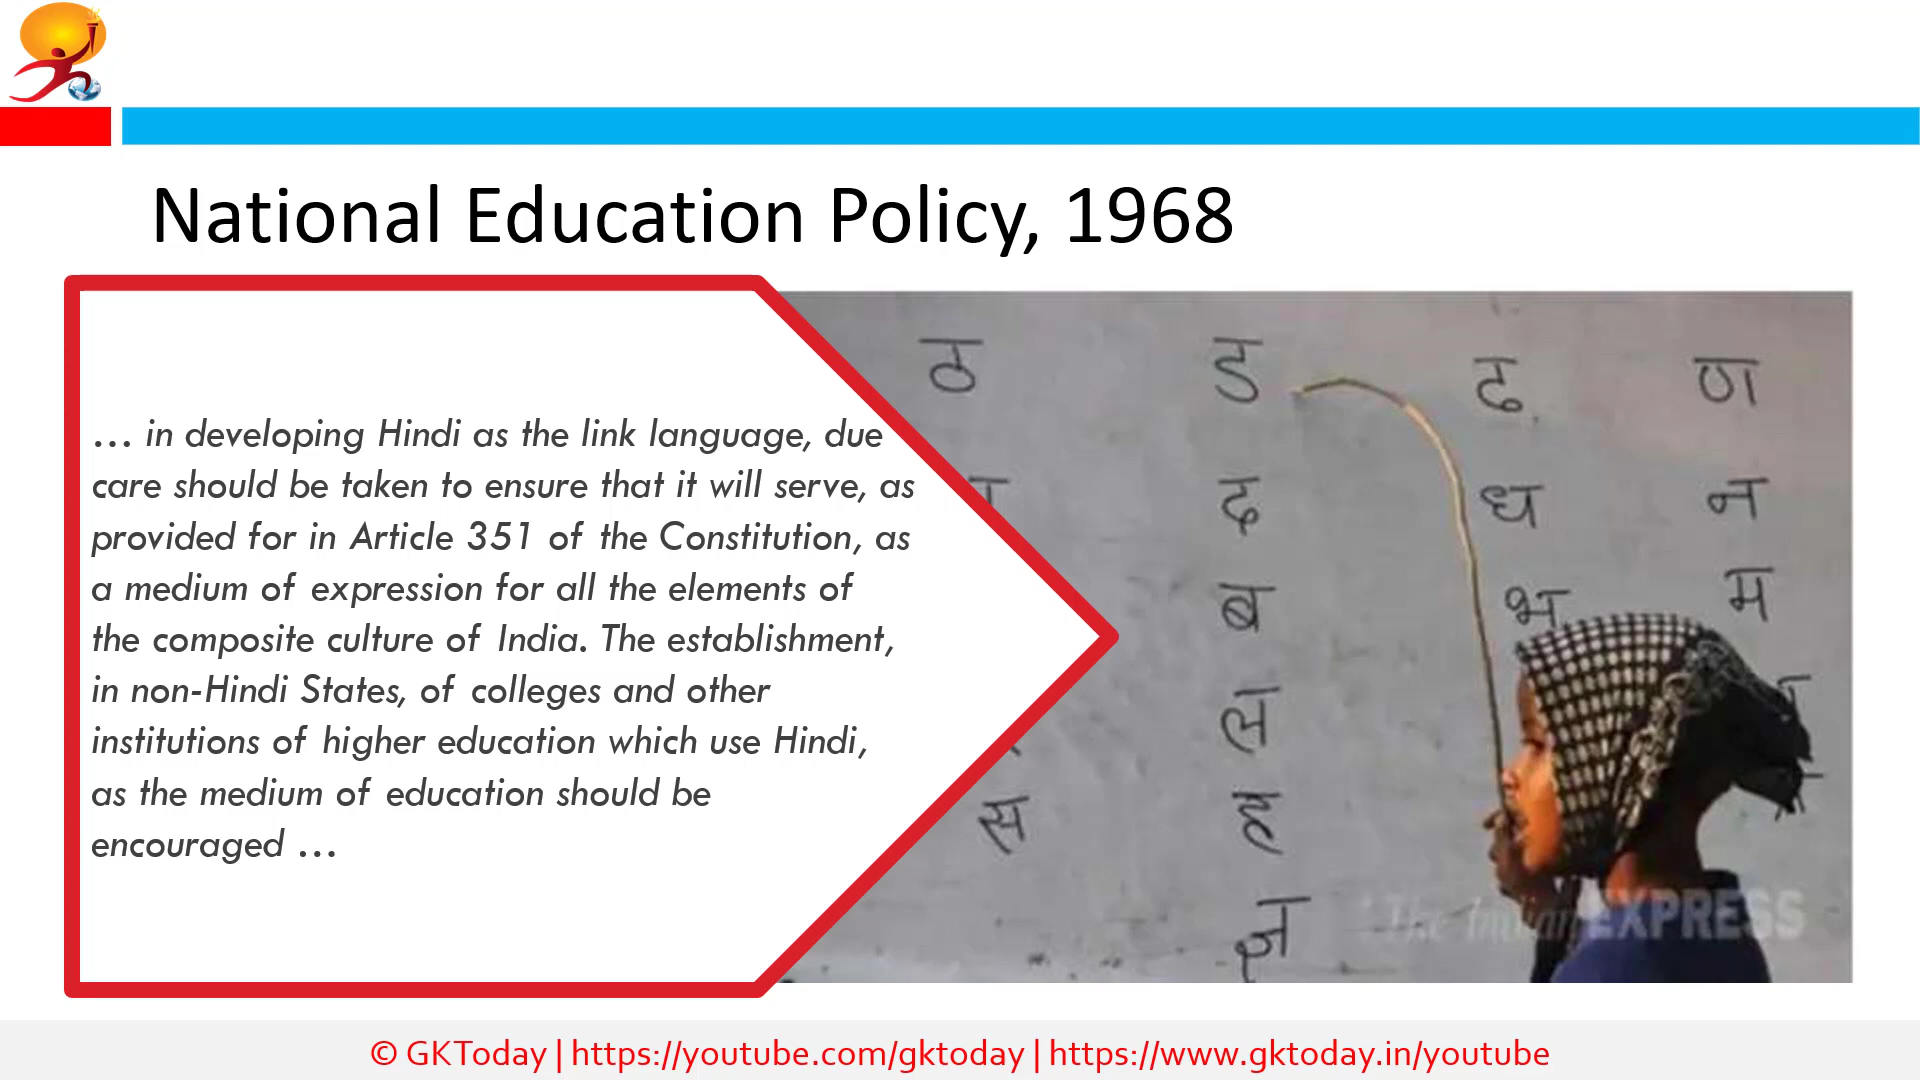 National Education Policy, 1968
… in developing Hindi as the link language, due
care should be taken to ensure that it will serve, as
provided for in Article 351 of the Constitution, as
a medium of expression for all the elements of
the composite culture of India. The establishment,
in non-Hindi States, of colleges and other
institutions of higher education which use Hindi,
as the medium of education should be
encouraged …
ठ ड ढ ण
द ध न
ब भ म
ल
स ह
The Indian EXPRESS
© GKToday | https://youtube.com/gktoday | https://www.gktoday.in/youtube